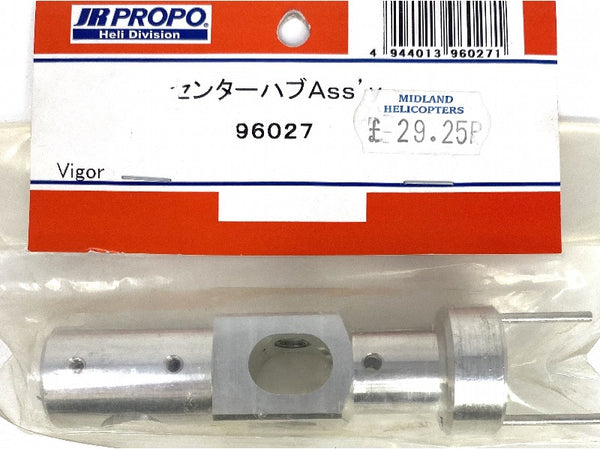 JR PROPO
Heli Division
4 944013 960271
センターハブAss'y
96027
MIDLAND
HELICOPTERS
£ 29.25P
Vigor